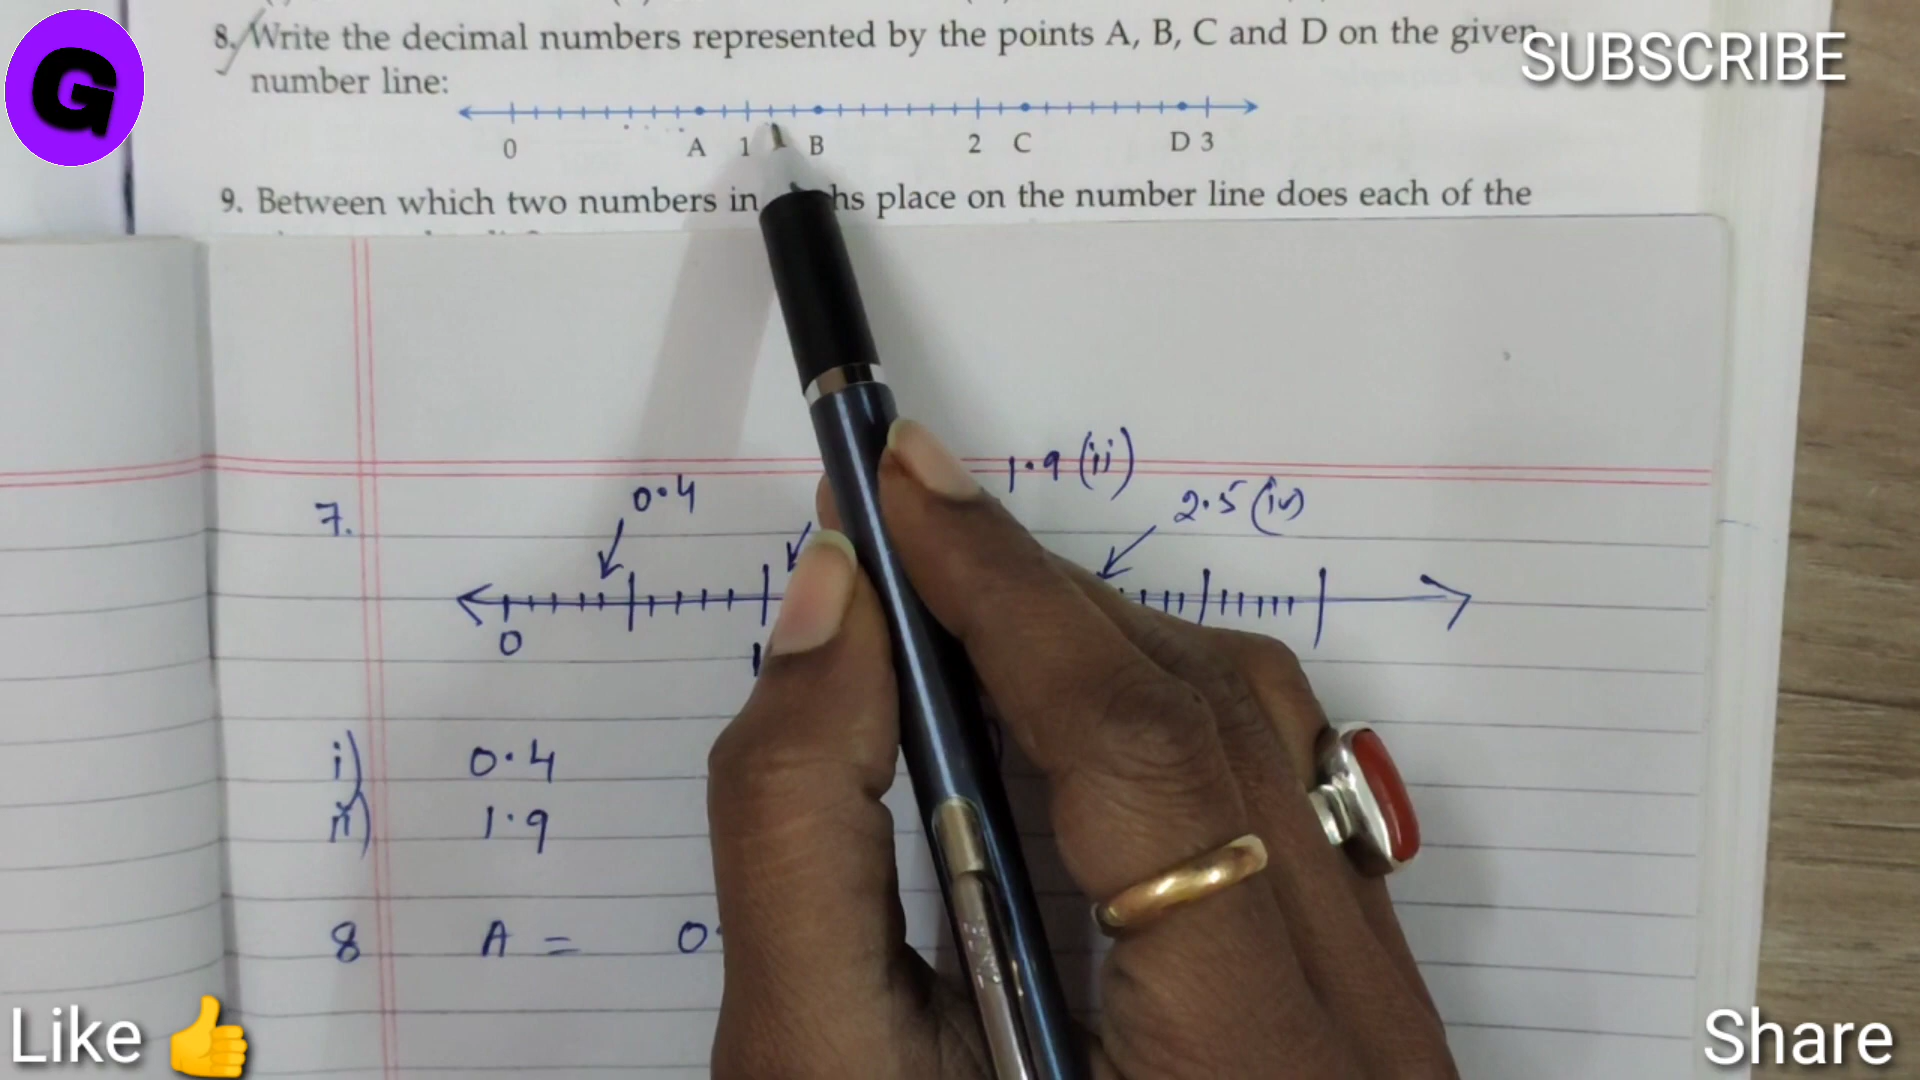 G
SUBSCRIBE
8. Write the decimal numbers represented by the points A, B, C and D on the given
number line:
0 A 1 B 2 C D 3
9. Between which two numbers in hs place on the number line does each of the
1.9 (ii)
7. 0.4 2.5 (iv)
0 1
i) 0.4
ii) 1.9
8 A = 0.
Like 👍
Share